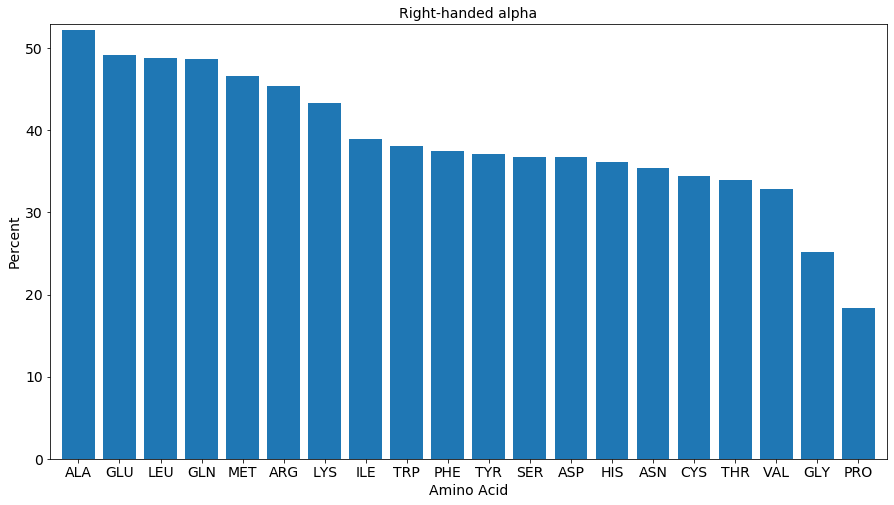 Right-handed alpha
Percent
50
40
30
20
10
0
ALA GLU LEU GLN MET ARG LYS ILE TRP PHE TYR SER ASP HIS ASN CYS THR VAL GLY PRO
Amino Acid